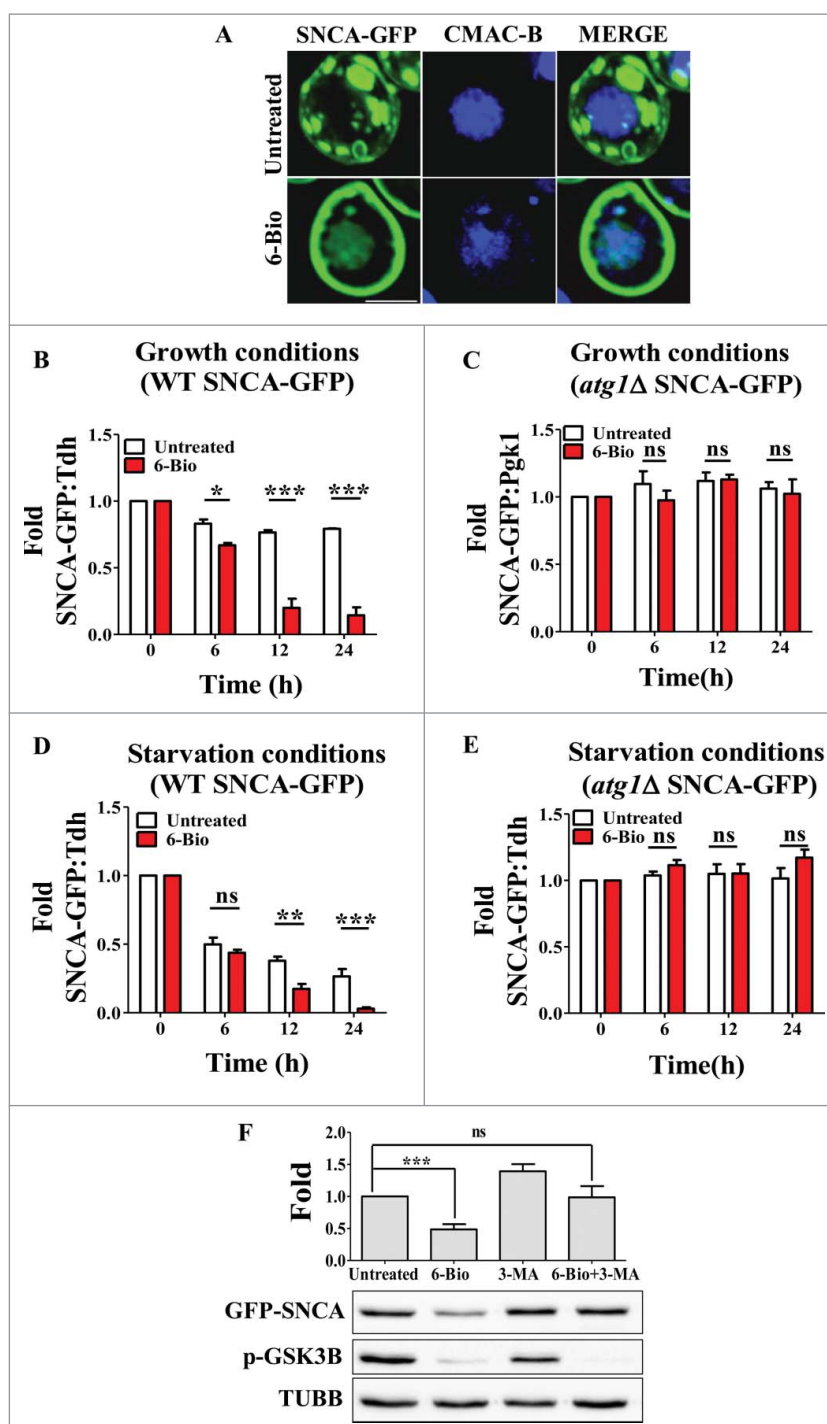 A
SNCA-GFP CMAC-B MERGE
Untreated
6-Bio
B
Growth conditions
(WT SNCA-GFP)
Untreated
6-Bio
* *** ***
1.5
1.0
0.5
0.0
Fold
SNCA-GFP:Tdh
0 6 12 24
Time (h)
C
Growth conditions
(atg1Δ SNCA-GFP)
Untreated
6-Bio
ns ns ns
1.5
1.0
0.5
0.0
Fold
SNCA-GFP:Pgk1
0 6 12 24
Time(h)
D
Starvation conditions
(WT SNCA-GFP)
Untreated
6-Bio
ns ** ***
1.5
1.0
0.5
0.0
Fold
SNCA-GFP:Tdh
0 6 12 24
Time (h)
E
Starvation conditions
(atg1Δ SNCA-GFP)
Untreated
6-Bio
ns ns ns
1.5
1.0
0.5
0.0
Fold
SNCA-GFP:Tdh
0 6 12 24
Time(h)
F
ns
***
2.0
1.5
1.0
0.5
0.0
Fold
Untreated 6-Bio 3-MA 6-Bio+3-MA
GFP-SNCA
p-GSK3B
TUBB